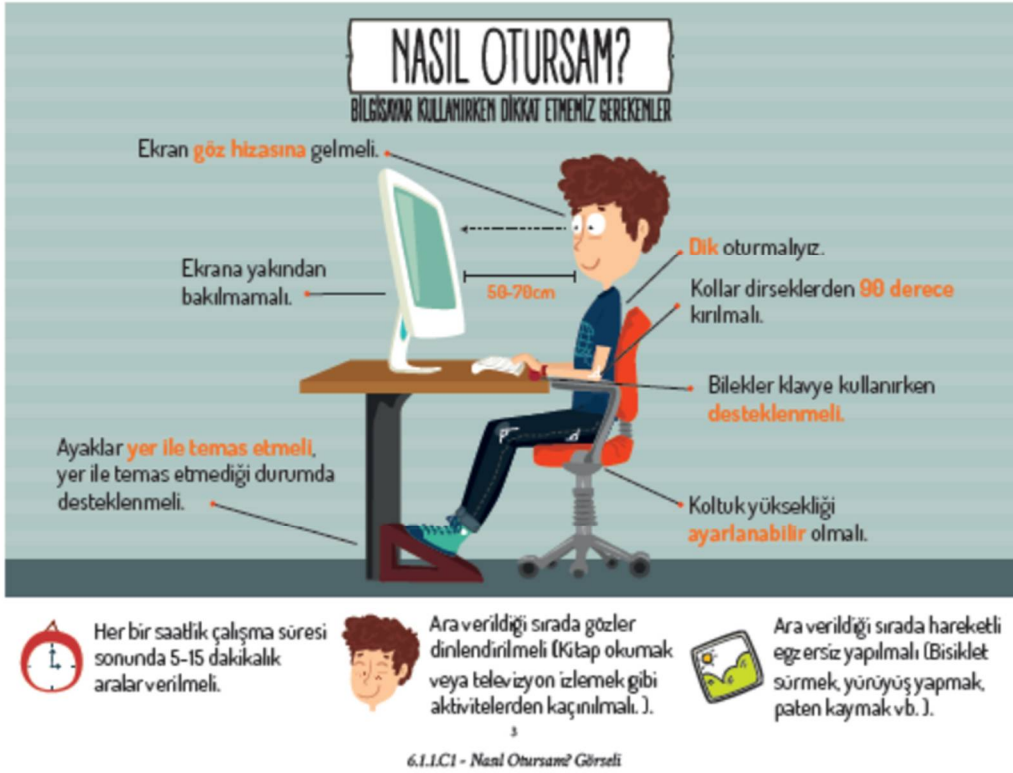 NASIL OTURSAM?
BİLGİSAYAR KULLANIRKEN DİKKAT ETMEMİZ GEREKENLER
Ekran göz hizasına gelmeli.
Ekrana yakından
bakılmamalı.
50-70cm
Dik oturmalıyız.
Kollar dirseklerden 90 derece
kırılmalı.
Bilekler klavye kullanırken
desteklenmeli.
Ayaklar yer ile temas etmeli,
yer ile temas etmediği durumda
desteklenmeli.
Koltuk yüksekliği
ayarlanabilir olmalı.
Her bir saatlik çalışma süresi
sonunda 5-15 dakikalık
aralar verilmeli.
Ara verildiği sırada gözler
dinlendirilmeli (Kitap okumak
veya televizyon izlemek gibi
aktivitelerden kaçınılmalı. ).
Ara verildiği sırada hareketli
egzersiz yapılmalı (Bisiklet
sürmek, yürüyüş yapmak,
paten kaymak vb. ).
3
6.1.1.C1 - Nasıl Otursam? Görseli